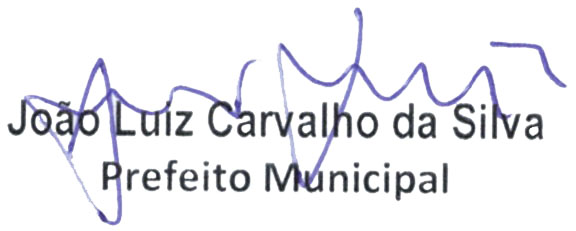 João Luiz Carvalho da Silva
Prefeito Municipal